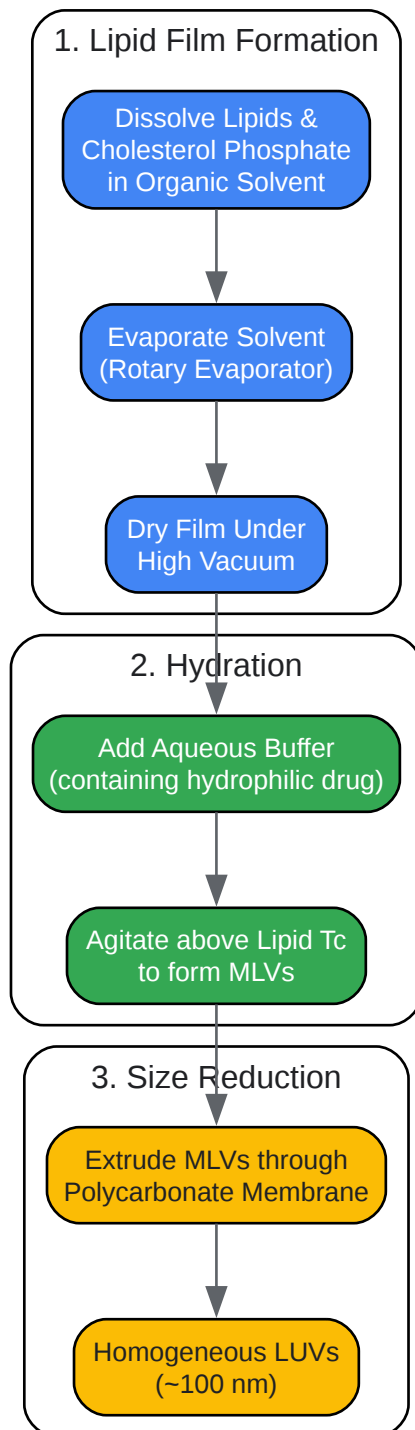 1. Lipid Film Formation
Dissolve Lipids &
Cholesterol Phosphate
in Organic Solvent
Evaporate Solvent
(Rotary Evaporator)
Dry Film Under
High Vacuum
2. Hydration
Add Aqueous Buffer
(containing hydrophilic drug)
Agitate above Lipid Tc
to form MLVs
3. Size Reduction
Extrude MLVs through
Polycarbonate Membrane
Homogeneous LUVs
(~100 nm)